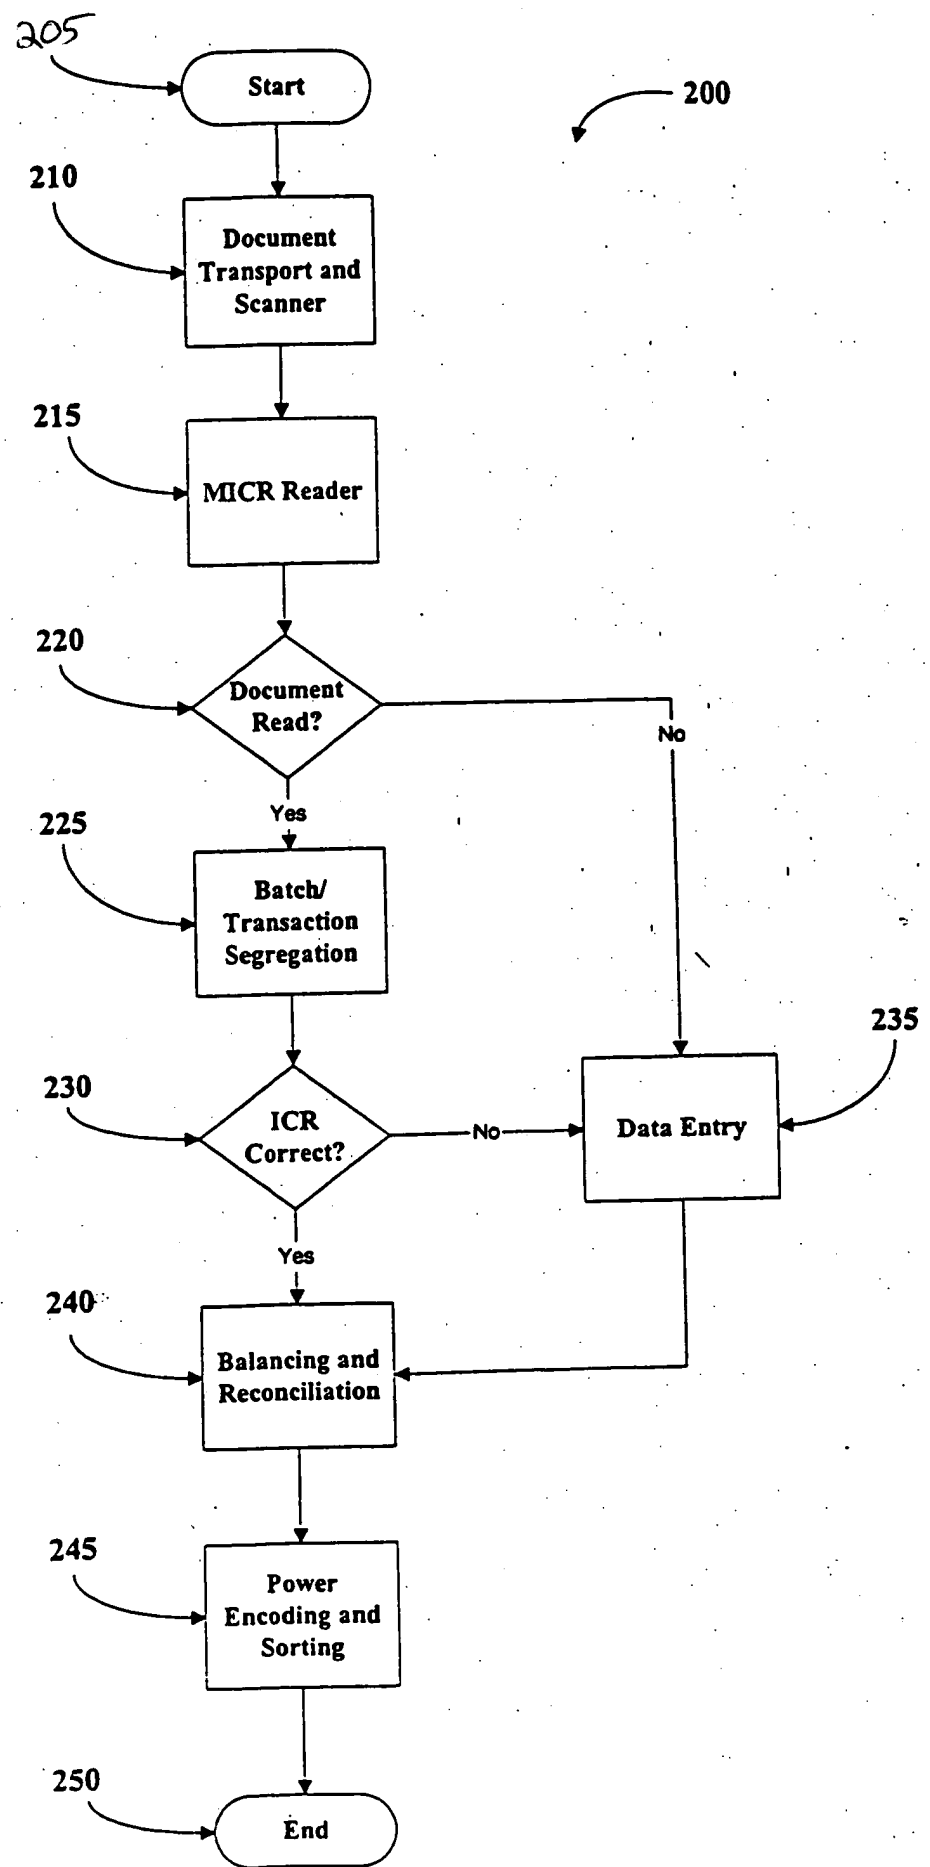 205
Start
200
210
Document
Transport and
Scanner
215
MICR Reader
220
Document
Read?
No
Yes
225
Batch/
Transaction
Segregation
235
230
ICR
Correct?
No
Data Entry
Yes
240
Balancing and
Reconciliation
245
Power
Encoding and
Sorting
250
End